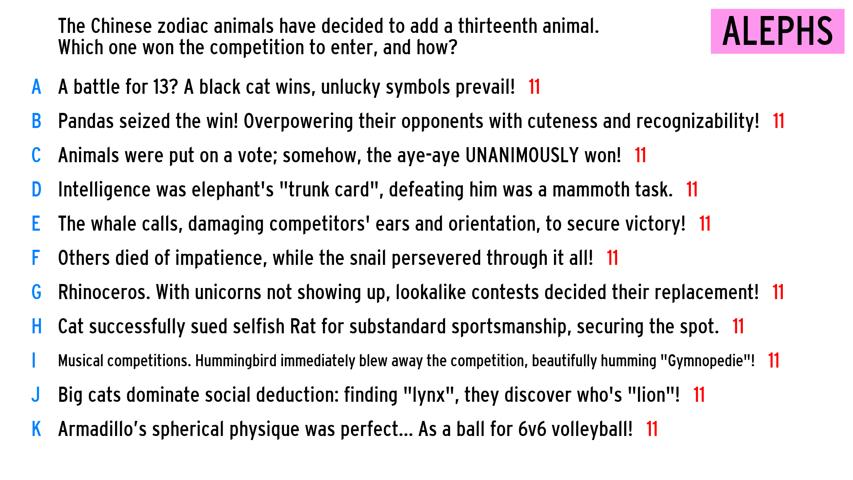 The Chinese zodiac animals have decided to add a thirteenth animal.
Which one won the competition to enter, and how?
ALEPHS
A A battle for 13? A black cat wins, unlucky symbols prevail! 11
B Pandas seized the win! Overpowering their opponents with cuteness and recognizability! 11
C Animals were put on a vote; somehow, the aye-aye UNANIMOUSLY won! 11
D Intelligence was elephant's "trunk card", defeating him was a mammoth task. 11
E The whale calls, damaging competitors' ears and orientation, to secure victory! 11
F Others died of impatience, while the snail persevered through it all! 11
G Rhinoceros. With unicorns not showing up, lookalike contests decided their replacement! 11
H Cat successfully sued selfish Rat for substandard sportsmanship, securing the spot. 11
I Musical competitions. Hummingbird immediately blew away the competition, beautifully humming "Gymnopedie"! 11
J Big cats dominate social deduction: finding "lynx", they discover who's "lion"! 11
K Armadillo’s spherical physique was perfect... As a ball for 6v6 volleyball! 11